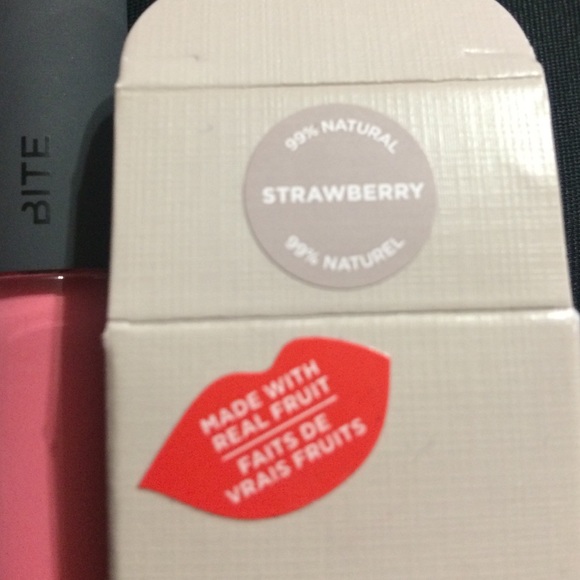 BITE
99% NATURAL
STRAWBERRY
99% NATUREL
MADE WITH
REAL FRUIT
FAITS DE
VRAIS FRUITS